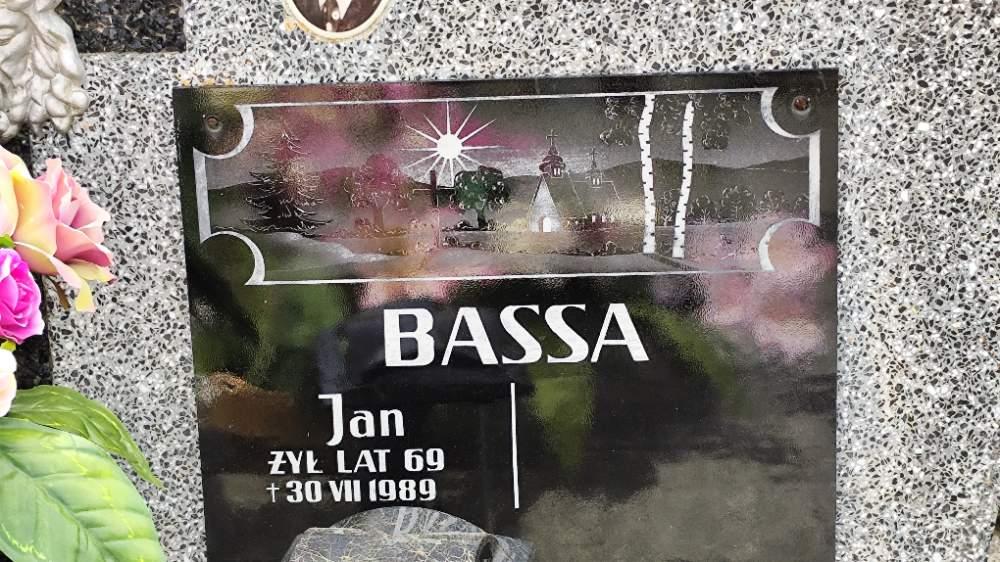 BASSA
Jan
ŻYŁ LAT 69
† 30 VII 1989